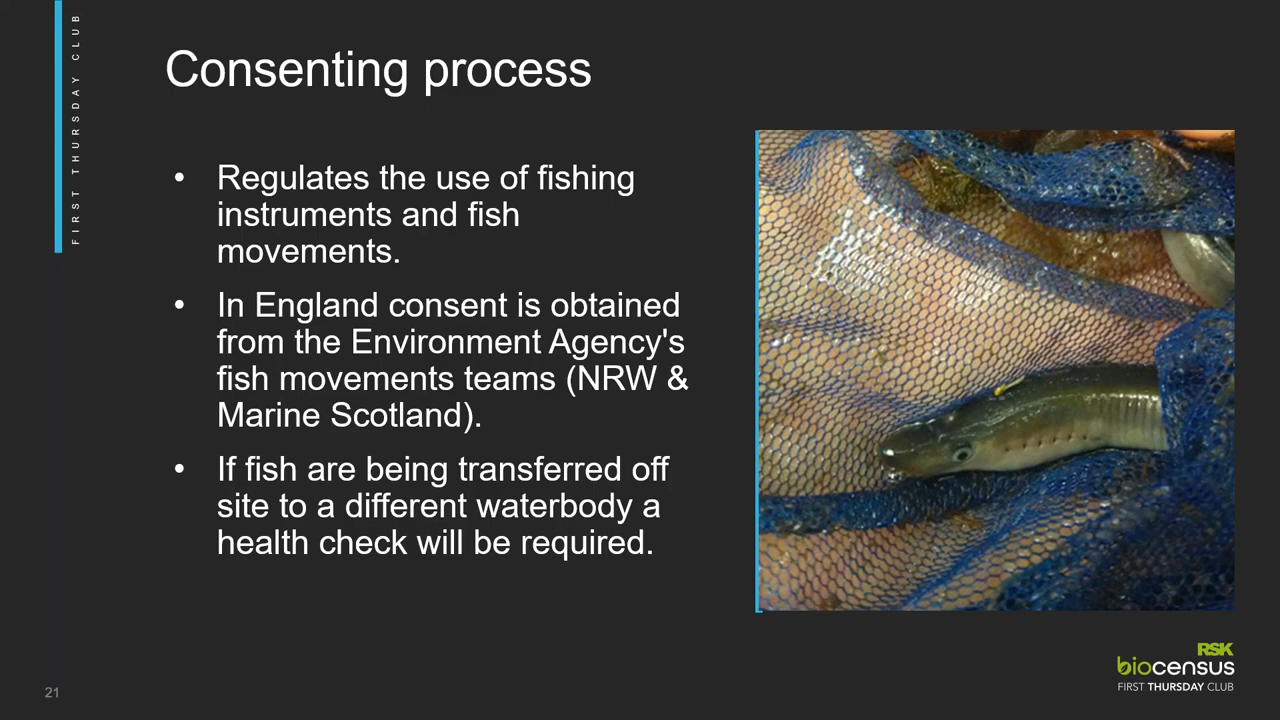 FIRST THURSDAY CLUB
Consenting process
• Regulates the use of fishing
instruments and fish
movements.
• In England consent is obtained
from the Environment Agency's
fish movements teams (NRW &
Marine Scotland).
• If fish are being transferred off
site to a different waterbody a
health check will be required.
RSK
biocensus
FIRST THURSDAY CLUB
21